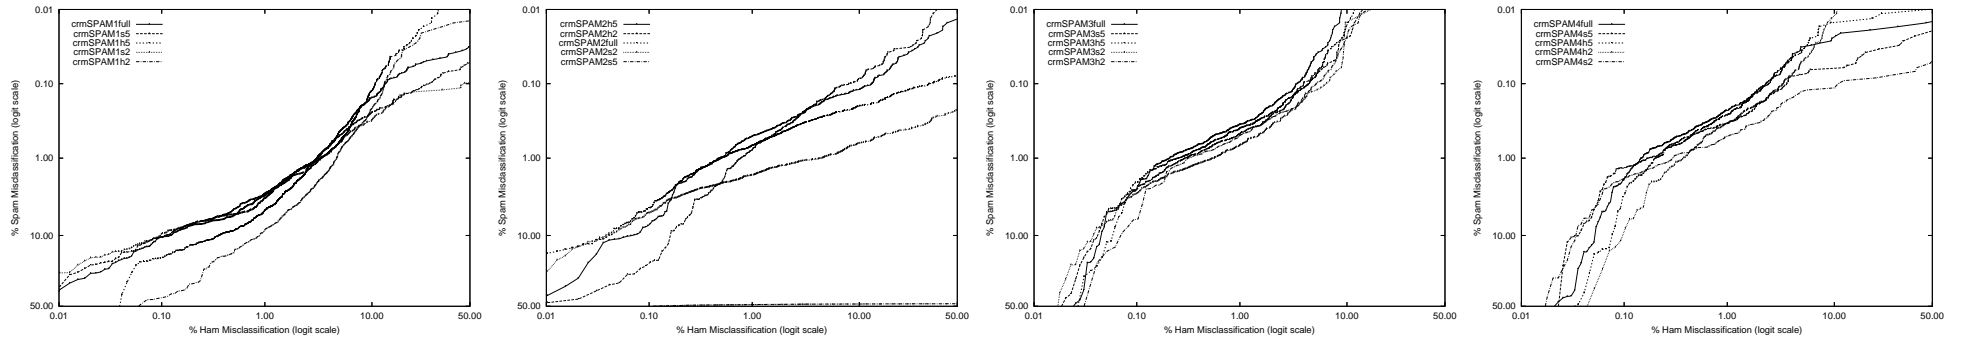 % Spam Misclassification (logit scale)
0.01
0.10
1.00
10.00
50.00
crmSPAM1full
crmSPAM1s5
crmSPAM1h5
crmSPAM1s2
crmSPAM1h2
0.01 0.10 1.00 10.00 50.00
% Ham Misclassification (logit scale)
% Spam Misclassification (logit scale)
0.01
0.10
1.00
10.00
50.00
crmSPAM2h5
crmSPAM2h2
crmSPAM2full
crmSPAM2s2
crmSPAM2s5
0.01 0.10 1.00 10.00 50.00
% Ham Misclassification (logit scale)
% Spam Misclassification (logit scale)
0.01
0.10
1.00
10.00
50.00
crmSPAM3full
crmSPAM3s5
crmSPAM3h5
crmSPAM3s2
crmSPAM3h2
0.01 0.10 1.00 10.00 50.00
% Ham Misclassification (logit scale)
% Spam Misclassification (logit scale)
0.01
0.10
1.00
10.00
50.00
crmSPAM4full
crmSPAM4s5
crmSPAM4h5
crmSPAM4h2
crmSPAM4s2
0.01 0.10 1.00 10.00 50.00
% Ham Misclassification (logit scale)